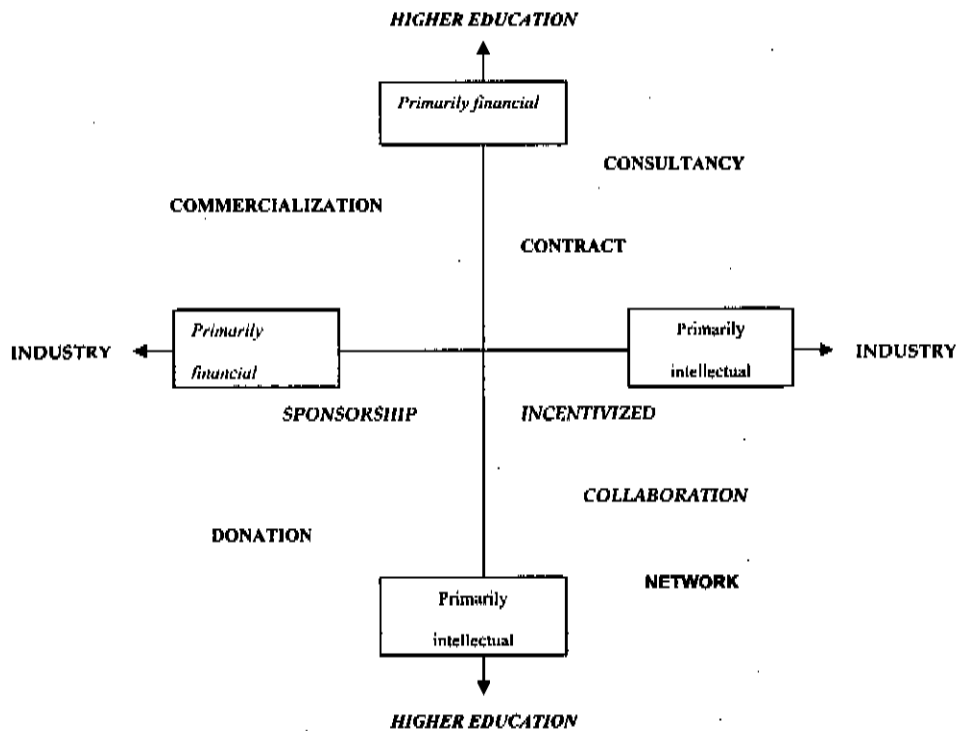 HIGHER EDUCATION
Primarily financial
CONSULTANCY
COMMERCIALIZATION
CONTRACT
Primarily
financial
Primarily
intellectual
INDUSTRY
INDUSTRY
SPONSORSHIP
INCENTIVIZED
COLLABORATION
DONATION
NETWORK
Primarily
intellectual
HIGHER EDUCATION